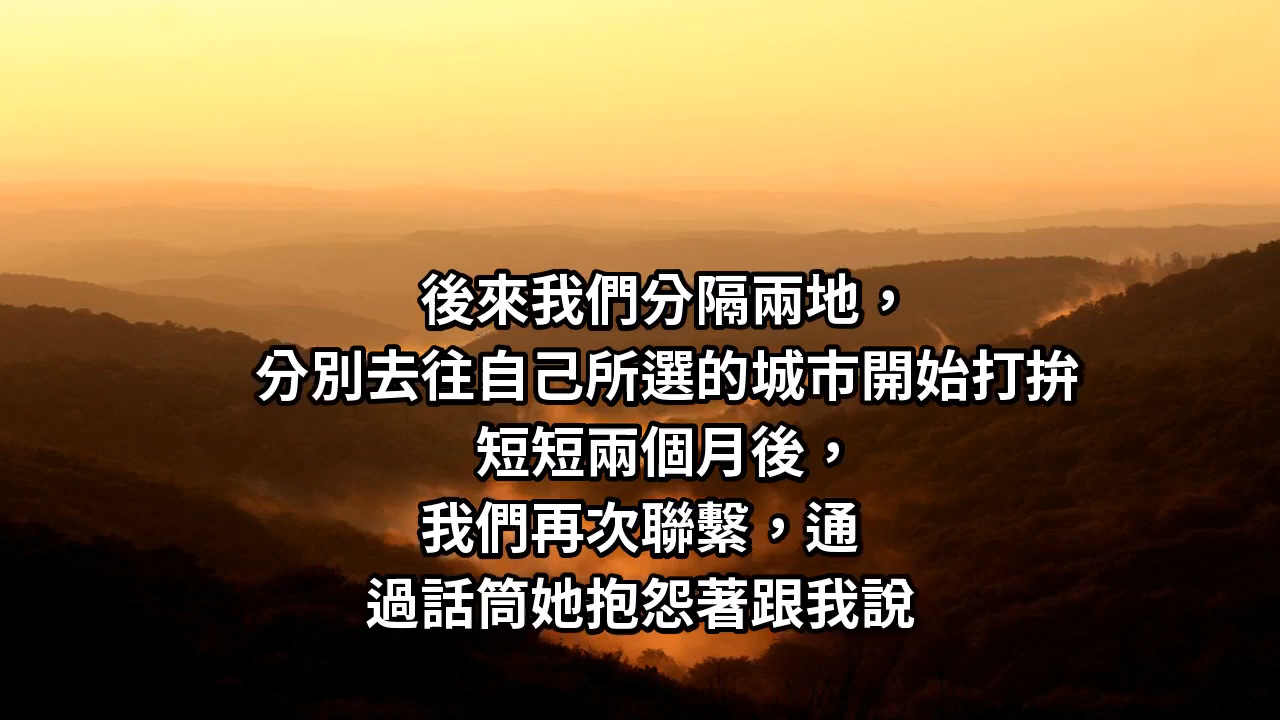 後來我們分隔兩地，
分別去往自己所選的城市開始打拚
短短兩個月後，
我們再次聯繫，通
過話筒她抱怨著跟我說